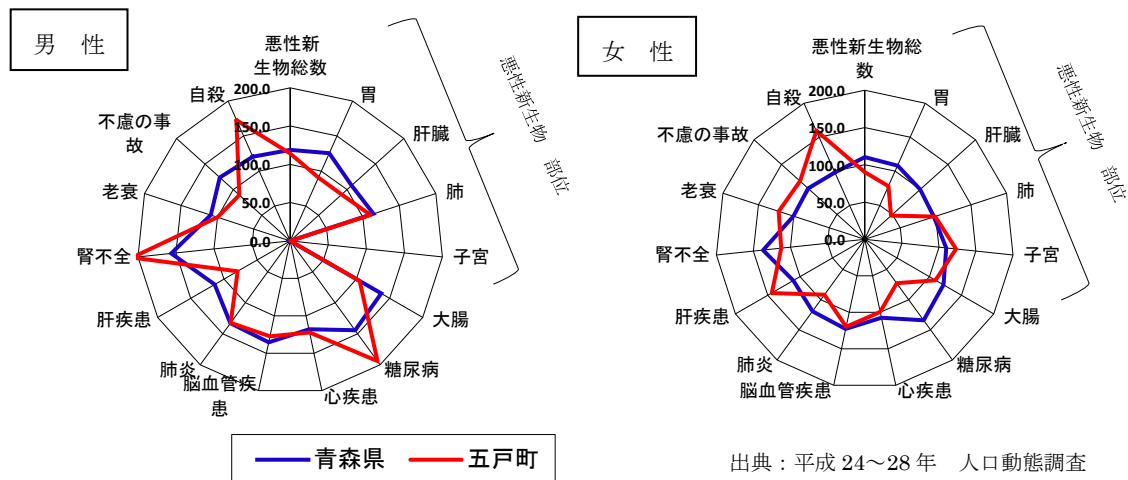 男 性
悪性新
生物総数
胃
肝臓
肺
子宮
大腸
糖尿病
心疾患
脳血管疾
患
肺炎
肝疾患
腎不全
老衰
不慮の事
故
自殺
200.0
150.0
100.0
50.0
0.0
悪性新生物 部位
女 性
悪性新生物総
数
胃
肝臓
肺
子宮
大腸
糖尿病
心疾患
脳血管疾患
肺炎
肝疾患
腎不全
老衰
不慮の事故
自殺
200.0
150.0
100.0
50.0
0.0
悪性新生物 部位
青森県
五戸町
出典：平成 24～28 年 人口動態調査